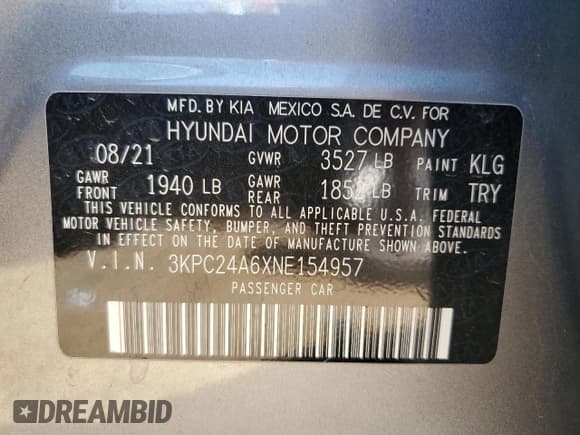 MFD. BY KIA MEXICO S.A. DE C.V. FOR
HYUNDAI MOTOR COMPANY
08/21 GVWR 3527 LB PAINT KLG
GAWR FRONT 1940 LB GAWR REAR 1852 LB TRIM TRY
THIS VEHICLE CONFORMS TO ALL APPLICABLE U.S.A. FEDERAL
MOTOR VEHICLE SAFETY, BUMPER, AND THEFT PREVENTION STANDARDS
IN EFFECT ON THE DATE OF MANUFACTURE SHOWN ABOVE.
V.I.N. 3KPC24A6XNE154957
PASSENGER CAR
DREAMBID